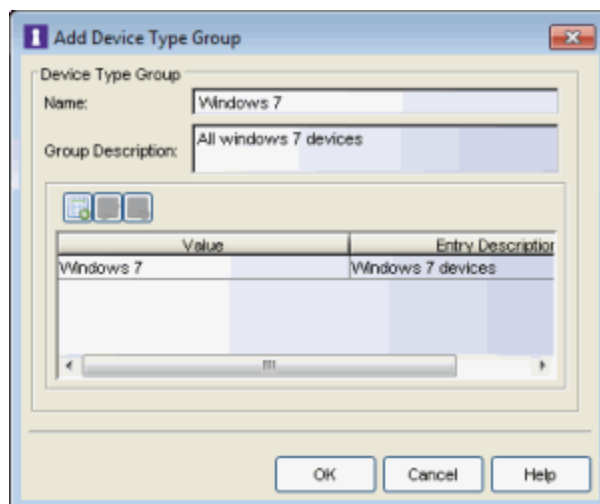 Add Device Type Group
Device Type Group
Name: Windows 7
Group Description: All windows 7 devices
Value Entry Description
Windows 7 Windows 7 devices
OK Cancel Help